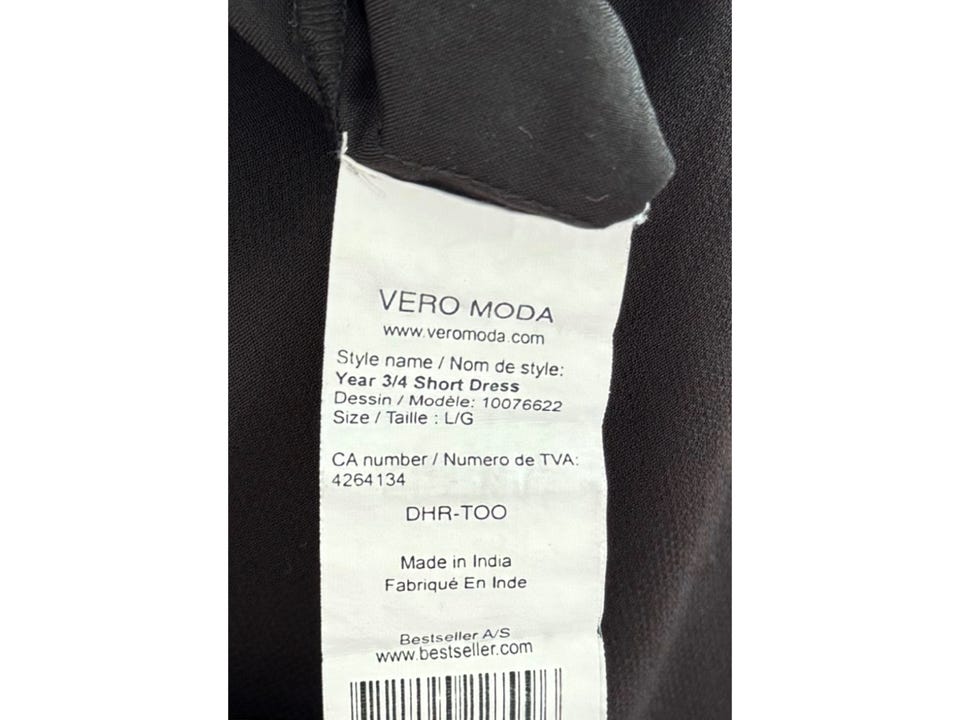 VERO MODA
www.veromoda.com
Style name / Nom de style:
Year 3/4 Short Dress
Dessin / Modèle: 10076622
Size / Taille : L/G
CA number / Numero de TVA:
4264134
DHR-TOO
Made in India
Fabriqué En Inde
Bestseller A/S
www.bestseller.com